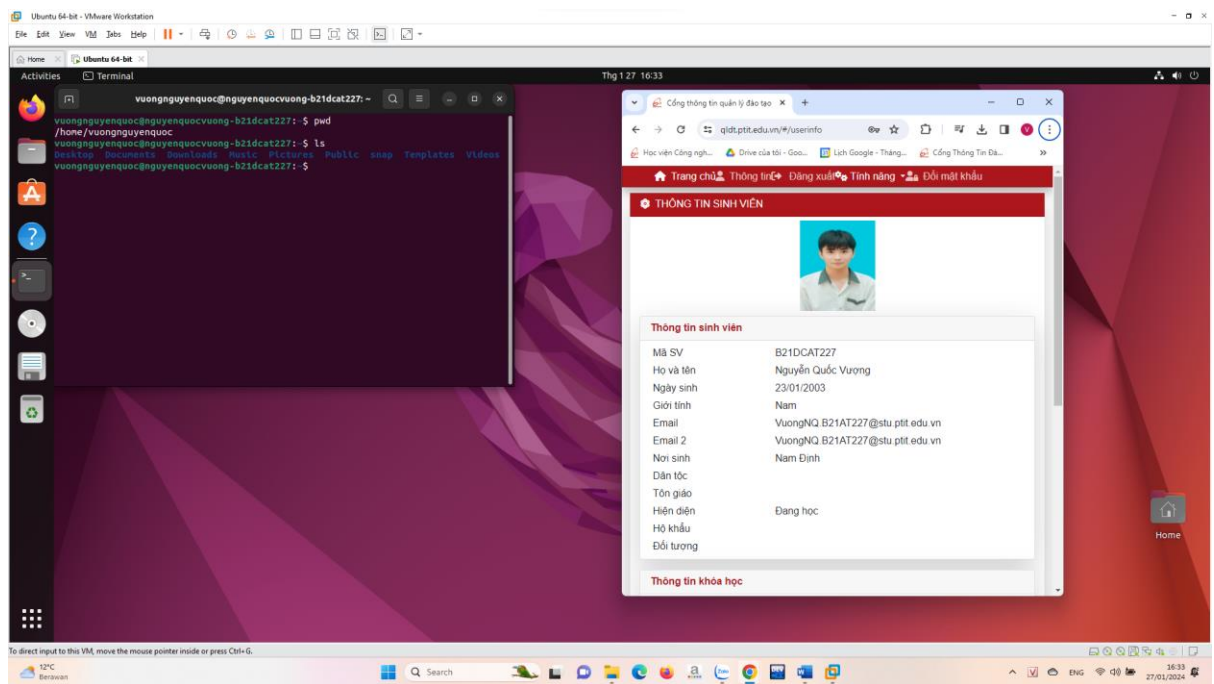 Ubuntu 64-bit - VMware Workstation
File Edit View VM Tabs Help
Home
Ubuntu 64-bit
Activities Terminal Thg 1 27 16:33
vuongnguyenquoc@nguyenquocvuong-b21dcat227: ~
vuongnguyenquoc@nguyenquocvuong-b21dcat227:~$ pwd
/home/vuongnguyenquoc
vuongnguyenquoc@nguyenquocvuong-b21dcat227:~$ ls
Desktop Documents Downloads Music Pictures Public snap Templates Videos
vuongnguyenquoc@nguyenquocvuong-b21dcat227:~$
Cổng thông tin quản lý đào tạo
qldt.ptit.edu.vn/#/userinfo
V
Học viện Công ngh... Drive của tôi - Goo... Lịch Google - Tháng... Cổng Thông Tin Đà...
Trang chủ Thông tin Đăng xuất Tính năng Đổi mật khẩu
THÔNG TIN SINH VIÊN
Thông tin sinh viên
Mã SV B21DCAT227
Họ và tên Nguyễn Quốc Vượng
Ngày sinh 23/01/2003
Giới tính Nam
Email VuongNQ.B21AT227@stu.ptit.edu.vn
Email 2 VuongNQ.B21AT227@stu.ptit.edu.vn
Nơi sinh Nam Định
Dân tộc
Tôn giáo
Hiện diện Đang học
Hộ khẩu
Đối tượng
Thông tin khóa học
Home
To direct input to this VM, move the mouse pointer inside or press Ctrl+G.
12°C
Berawan
Search
Zalo
ENG
16:33
27/01/2024